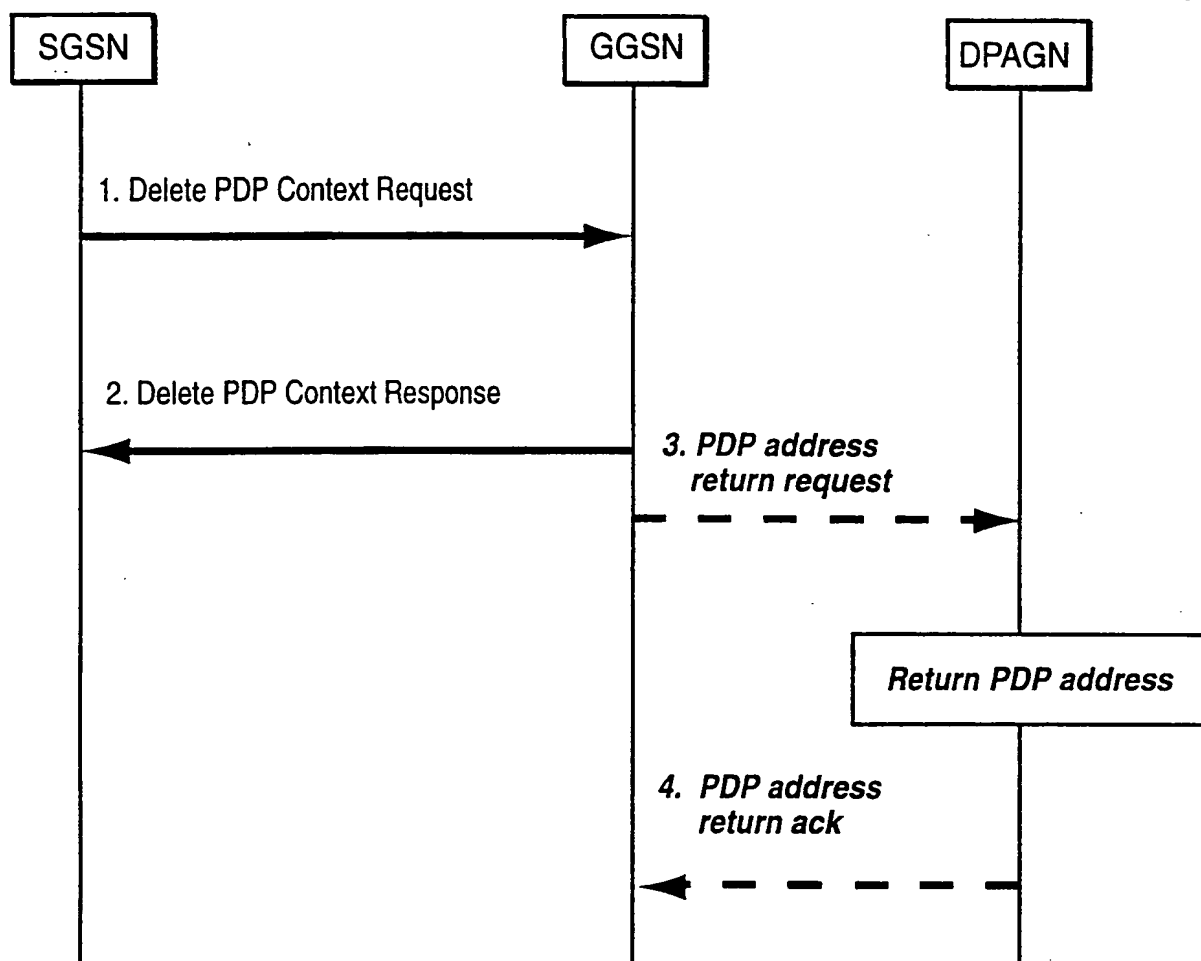 SGSN
GGSN
DPAGN
1. Delete PDP Context Request
2. Delete PDP Context Response
3. PDP address
return request
Return PDP address
4. PDP address
return ack